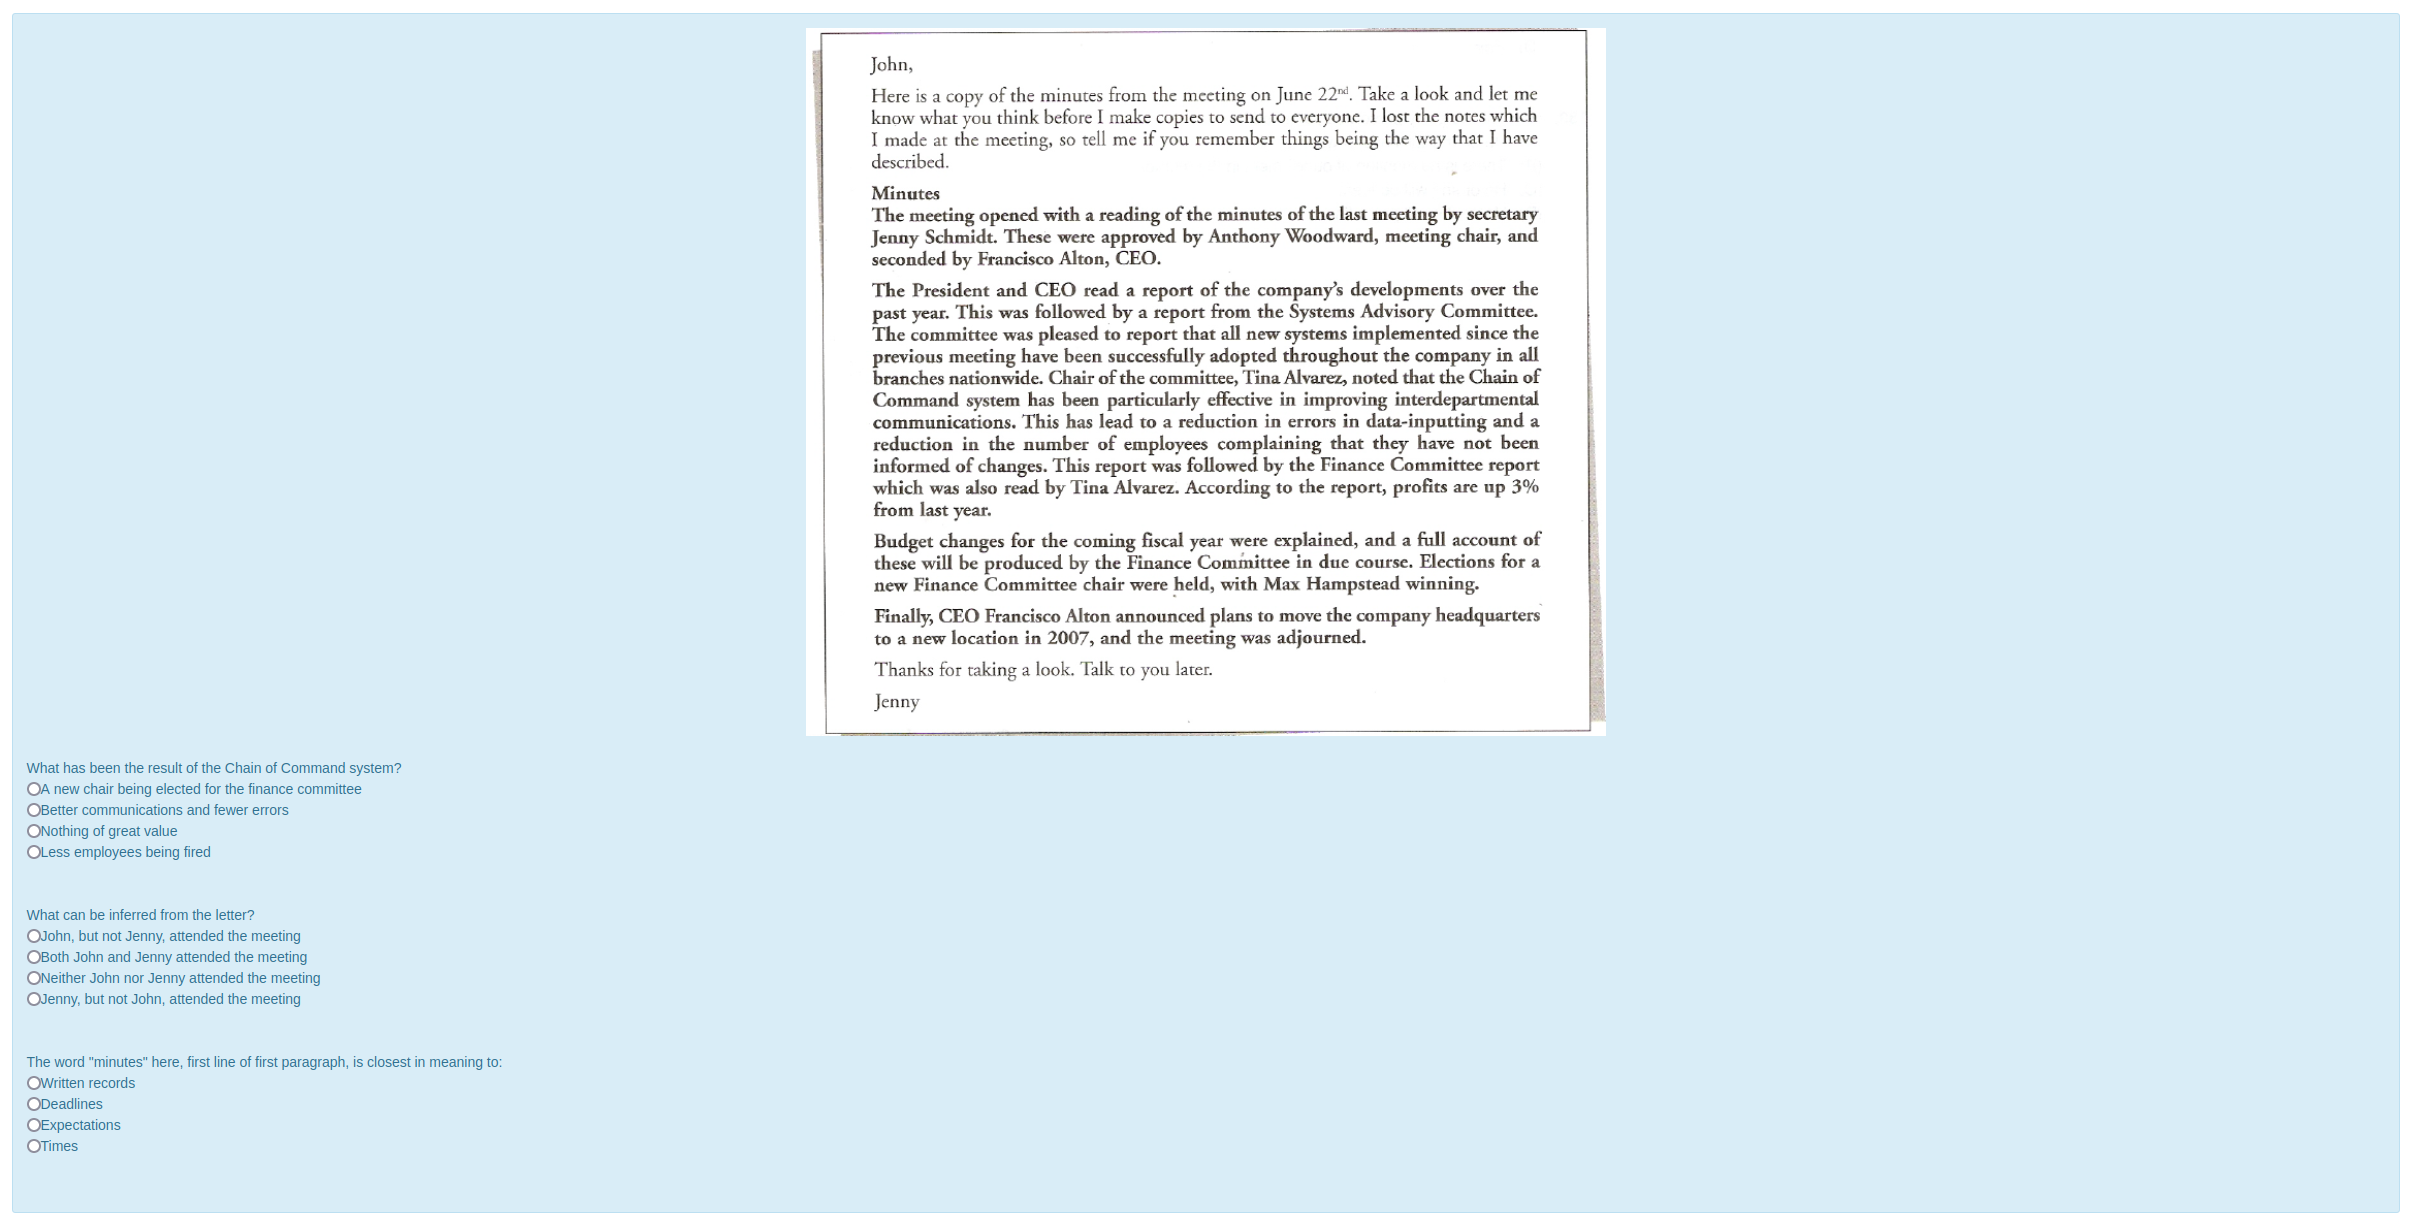 John,
Here is a copy of the minutes from the meeting on June 22nd. Take a look and let me
know what you think before I make copies to send to everyone. I lost the notes which
I made at the meeting, so tell me if you remember things being the way that I have
described.
Minutes
The meeting opened with a reading of the minutes of the last meeting by secretary
Jenny Schmidt. These were approved by Anthony Woodward, meeting chair, and
seconded by Francisco Alton, CEO.
The President and CEO read a report of the company's developments over the
past year. This was followed by a report from the Systems Advisory Committee.
The committee was pleased to report that all new systems implemented since the
previous meeting have been successfully adopted throughout the company in all
branches nationwide. Chair of the committee, Tina Alvarez, noted that the Chain of
Command system has been particularly effective in improving interdepartmental
communications. This has lead to a reduction in errors in data-inputting and a
reduction in the number of employees complaining that they have not been
informed of changes. This report was followed by the Finance Committee report
which was also read by Tina Alvarez. According to the report, profits are up 3%
from last year.
Budget changes for the coming fiscal year were explained, and a full account of
these will be produced by the Finance Committee in due course. Elections for a
new Finance Committee chair were held, with Max Hampstead winning.
Finally, CEO Francisco Alton announced plans to move the company headquarters
to a new location in 2007, and the meeting was adjourned.
Thanks for taking a look. Talk to you later.
Jenny
What has been the result of the Chain of Command system?
A new chair being elected for the finance committee
Better communications and fewer errors
Nothing of great value
Less employees being fired
What can be inferred from the letter?
John, but not Jenny, attended the meeting
Both John and Jenny attended the meeting
Neither John nor Jenny attended the meeting
Jenny, but not John, attended the meeting
The word "minutes" here, first line of first paragraph, is closest in meaning to:
Written records
Deadlines
Expectations
Times